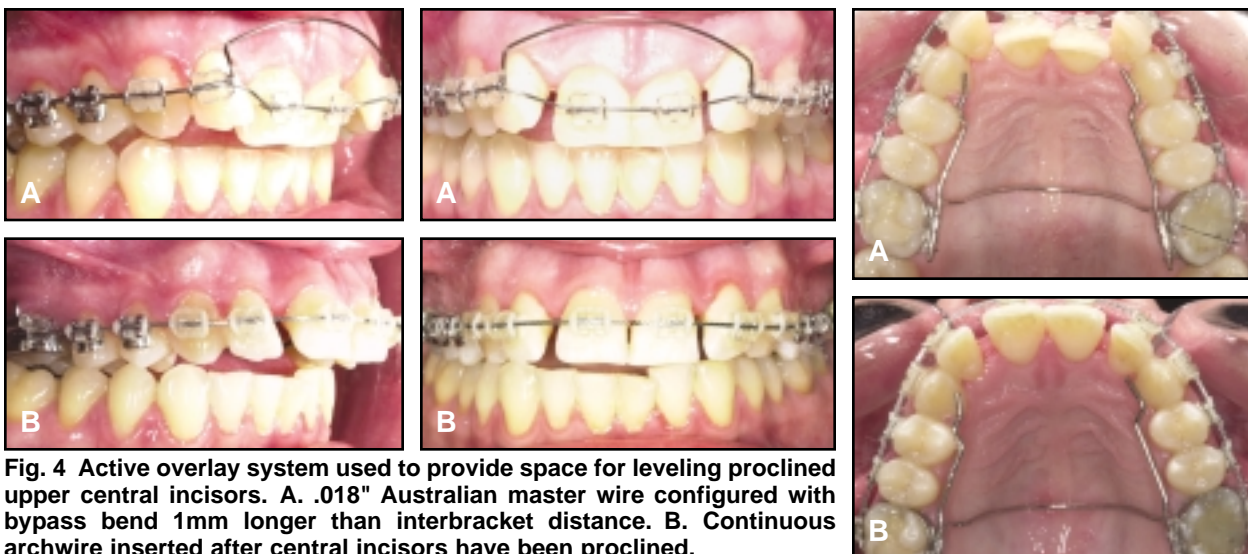 A
A
A
B
B
B
Fig. 4 Active overlay system used to provide space for leveling proclined
upper central incisors. A. .018" Australian master wire configured with
bypass bend 1mm longer than interbracket distance. B. Continuous
archwire inserted after central incisors have been proclined.